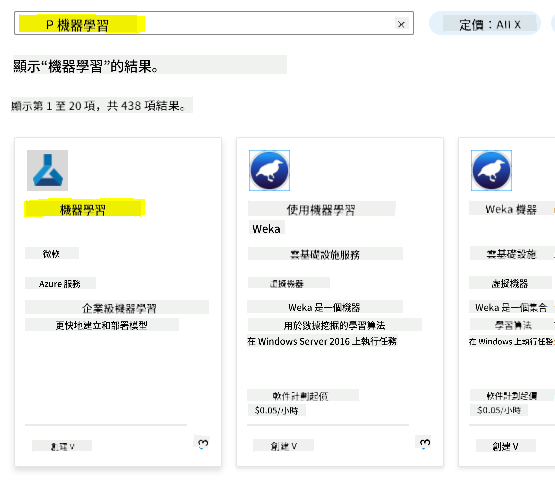 P 機器學習
×
定價：All X
顯示“機器學習”的結果。
顯示第 1 至 20 項，共 438 項結果。
機器學習
微軟
Azure 服務
企業級機器學習
更快地建立和部署模型
創建 V
3
使用機器學習
Weka
雲基礎設施服務
虛擬機器
Weka 是一個機器
用於數據挖掘的學習算法
在 Windows Server 2016 上執行任務
軟件計劃起價
$0.05/小時
創建 V
3
Weka 機器
雲基礎設施
虛擬機器
Weka 是一個集合
學習算法
在 Windows 上執行任務
軟件計劃起價
$0.05/小時
創建 V